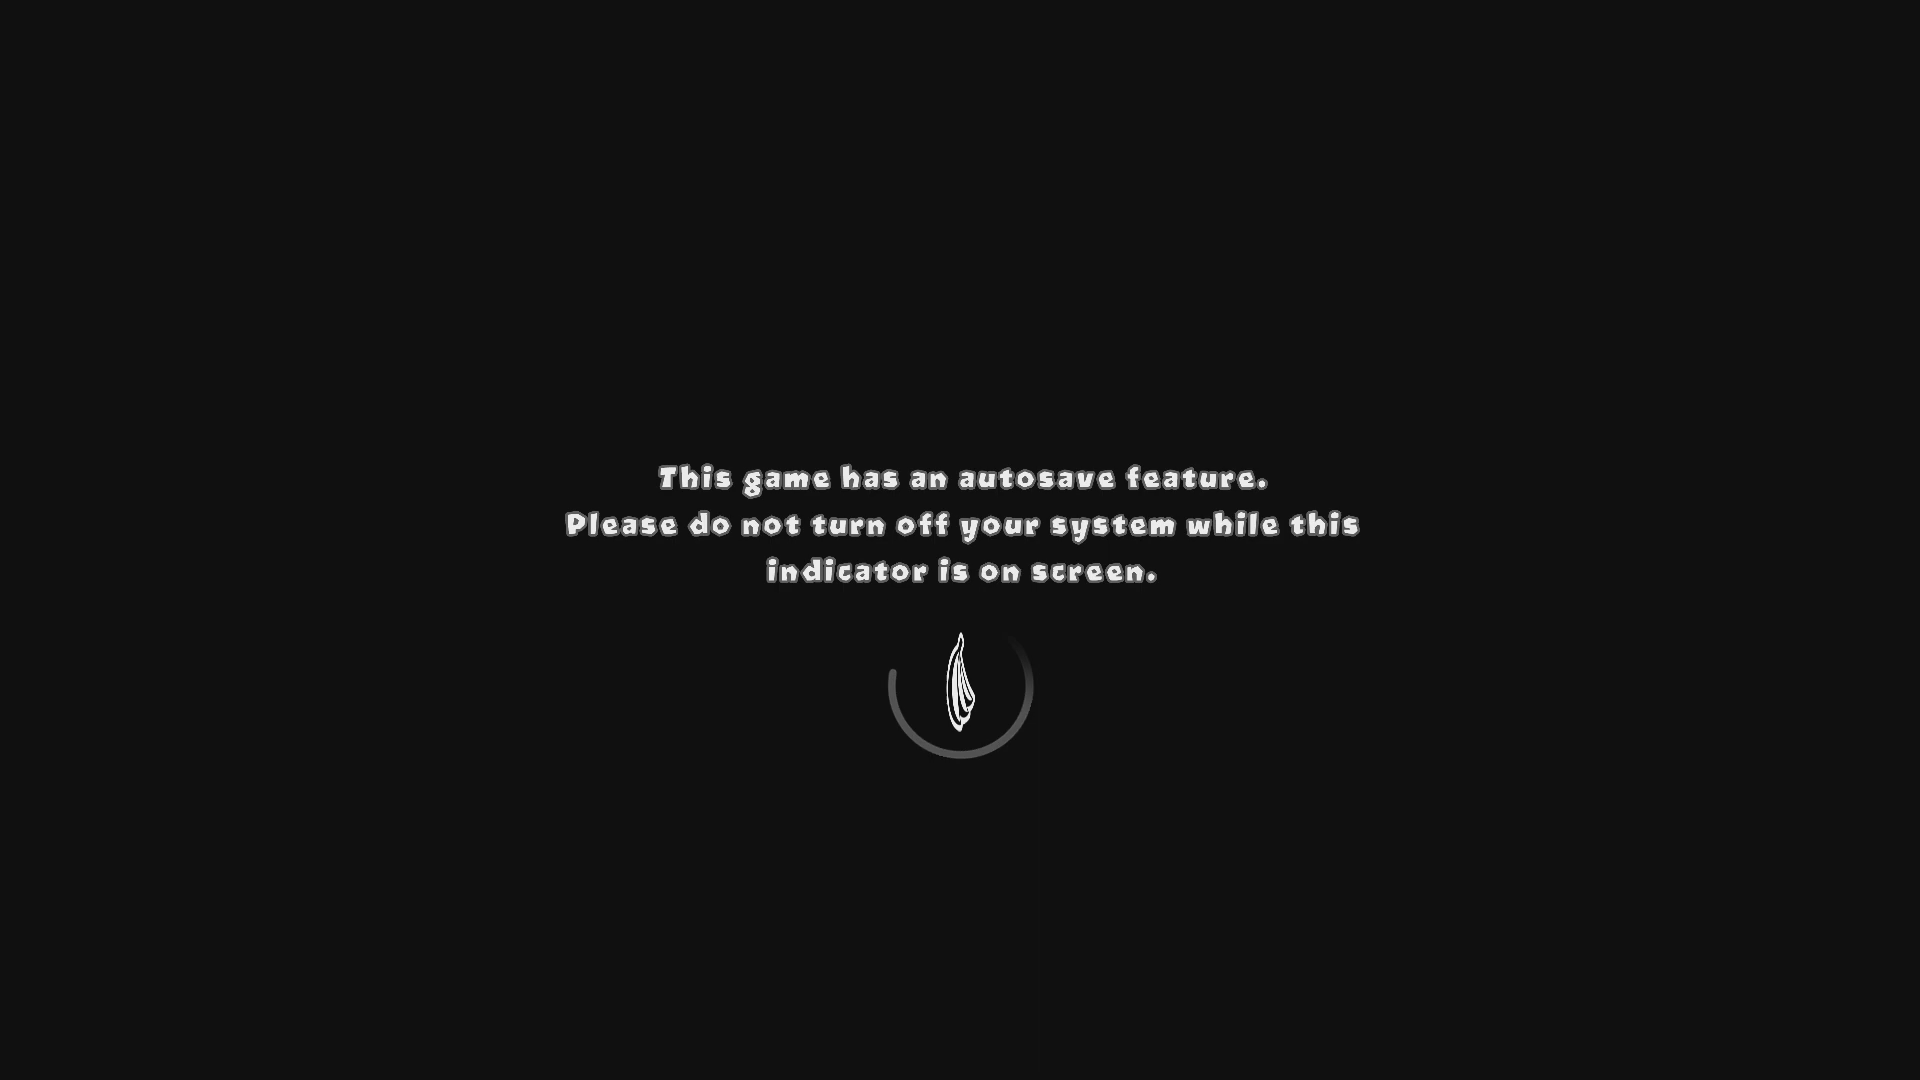 This game has an autosave feature.
Please do not turn off your system while this
indicator is on screen.